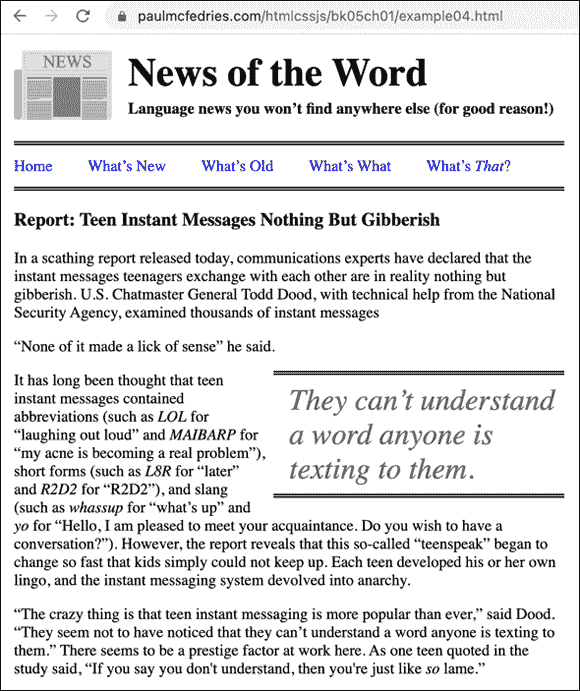 paulmcfedries.com/htmlcssjs/bk05ch01/example04.html
NEWS
News of the Word
Language news you won’t find anywhere else (for good reason!)
Home What’s New What’s Old What’s What What’s That?
Report: Teen Instant Messages Nothing But Gibberish
In a scathing report released today, communications experts have declared that the
instant messages teenagers exchange with each other are in reality nothing but
gibberish. U.S. Chatmaster General Todd Dood, with technical help from the National
Security Agency, examined thousands of instant messages
“None of it made a lick of sense” he said.
It has long been thought that teen
instant messages contained
abbreviations (such as LOL for
“laughing out loud” and MAIBARP for
“my acne is becoming a real problem”),
short forms (such as L8R for “later”
and R2D2 for “R2D2”), and slang
(such as whassup for “what’s up” and
They can’t understand
a word anyone is
texting to them.
yo for “Hello, I am pleased to meet your acquaintance. Do you wish to have a
conversation?”). However, the report reveals that this so-called “teenspeak” began to
change so fast that kids simply could not keep up. Each teen developed his or her own
lingo, and the instant messaging system devolved into anarchy.
“The crazy thing is that teen instant messaging is more popular than ever,” said Dood.
“They seem not to have noticed that they can’t understand a word anyone is texting to
them.” There seems to be a prestige factor at work here. As one teen quoted in the
study said, “If you say you don't understand, then you're just like so lame.”